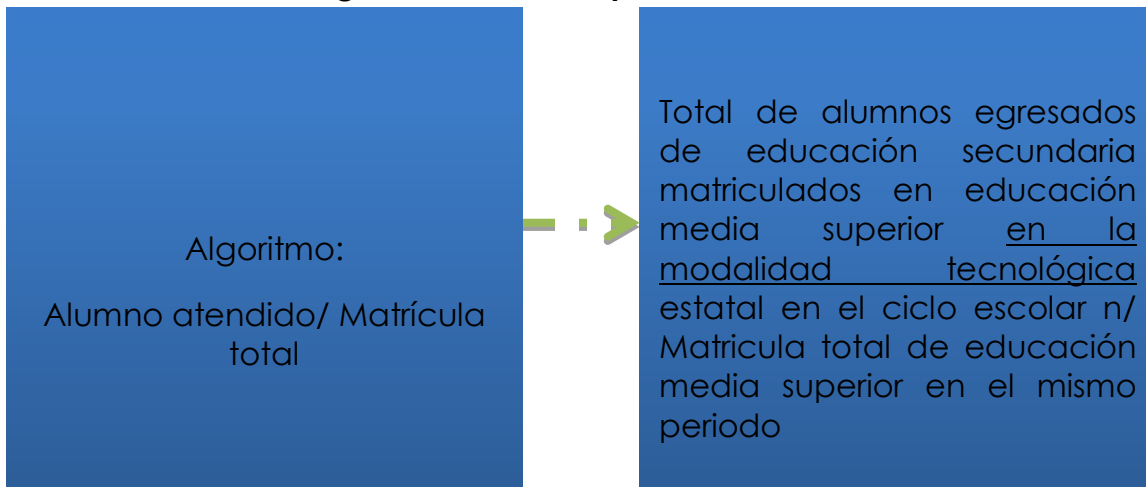 Algoritmo:
Alumno atendido/ Matrícula
total
Total de alumnos egresados
de educación secundaria
matriculados en educación
media superior en la
modalidad tecnológica
estatal en el ciclo escolar n/
Matricula total de educación
media superior en el mismo
periodo